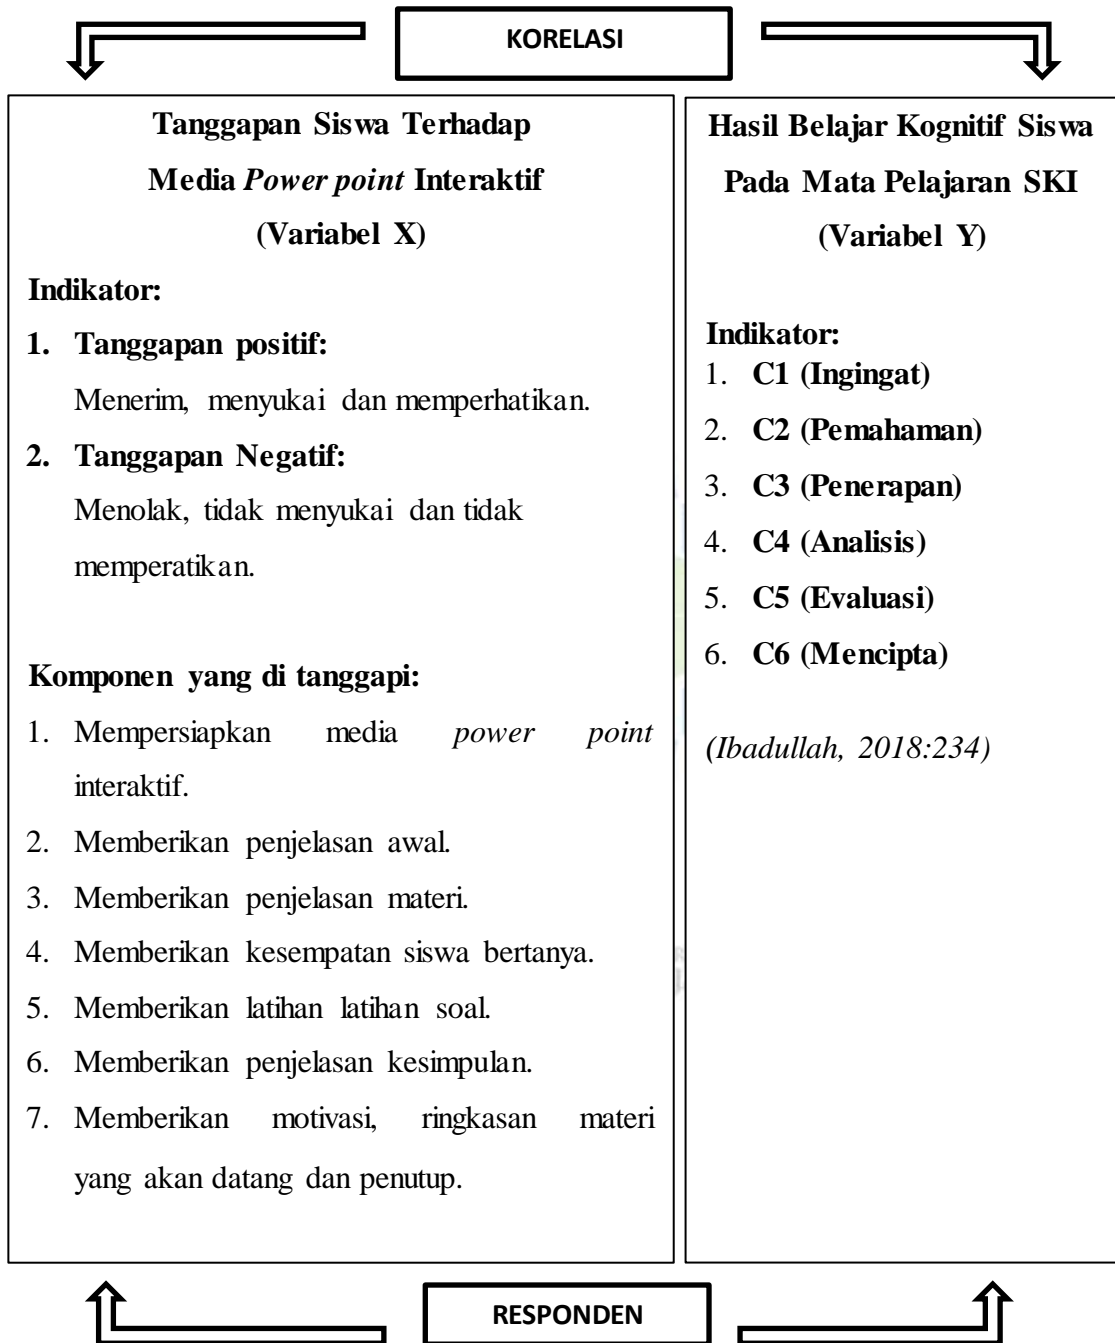 KORELASI
Tanggapan Siswa Terhadap
Media Power point Interaktif
(Variabel X)
Indikator:
1. Tanggapan positif:
Menerim, menyukai dan memperhatikan.
2. Tanggapan Negatif:
Menolak, tidak menyukai dan tidak
memperatikan.
Komponen yang di tanggapi:
1. Mempersiapkan media power point
interaktif.
2. Memberikan penjelasan awal.
3. Memberikan penjelasan materi.
4. Memberikan kesempatan siswa bertanya.
5. Memberikan latihan latihan soal.
6. Memberikan penjelasan kesimpulan.
7. Memberikan motivasi, ringkasan materi
yang akan datang dan penutup.
Hasil Belajar Kognitif Siswa
Pada Mata Pelajaran SKI
(Variabel Y)
Indikator:
1. C1 (Ingingat)
2. C2 (Pemahaman)
3. C3 (Penerapan)
4. C4 (Analisis)
5. C5 (Evaluasi)
6. C6 (Mencipta)
(Ibadullah, 2018:234)
RESPONDEN